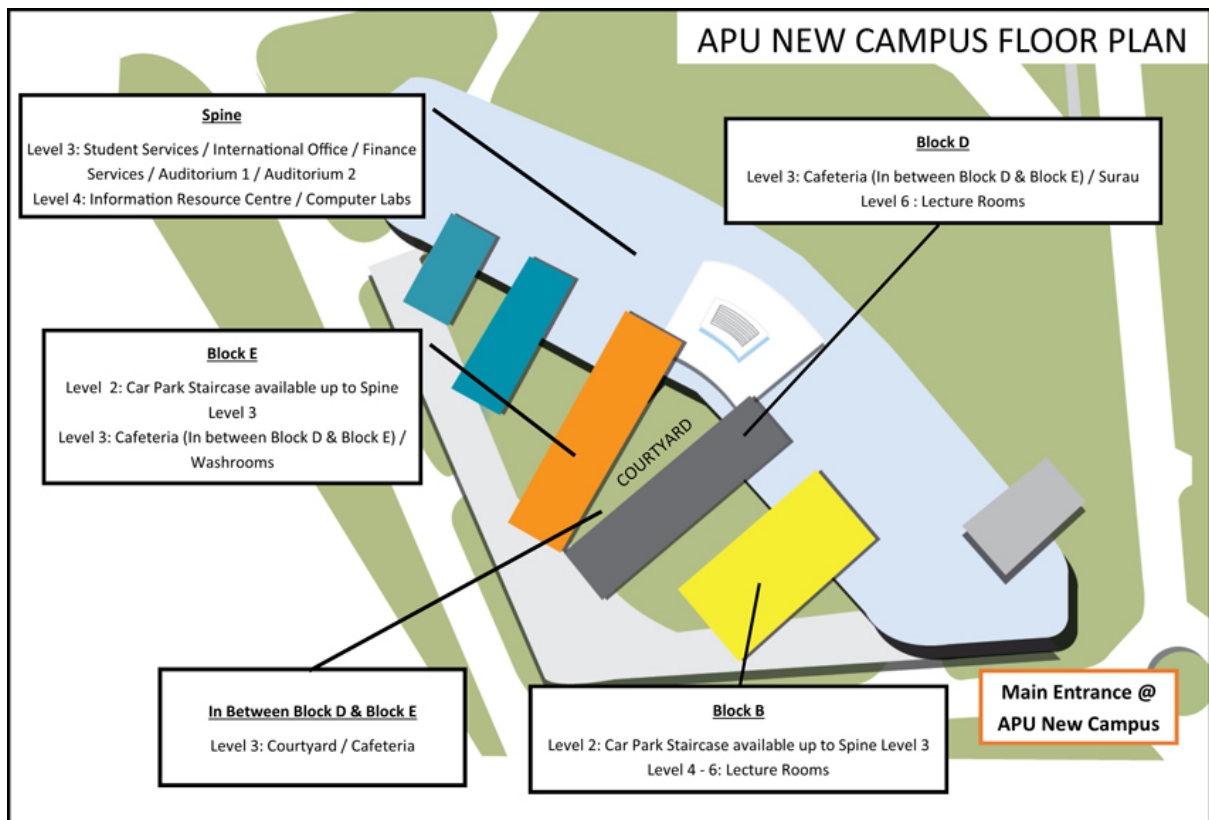 APU NEW CAMPUS FLOOR PLAN
Spine
Level 3: Student Services / International Office / Finance
Services / Auditorium 1 / Auditorium 2
Level 4: Information Resource Centre / Computer Labs
Block D
Level 3: Cafeteria (In between Block D & Block E) / Surau
Level 6 : Lecture Rooms
Block E
Level  2: Car Park Staircase available up to Spine
Level 3
Level 3: Cafeteria (In between Block D & Block E) /
Washrooms
COURTYARD
In Between Block D & Block E
Level 3: Courtyard / Cafeteria
Block B
Level 2: Car Park Staircase available up to Spine Level 3
Level 4 - 6: Lecture Rooms
Main Entrance @
APU New Campus